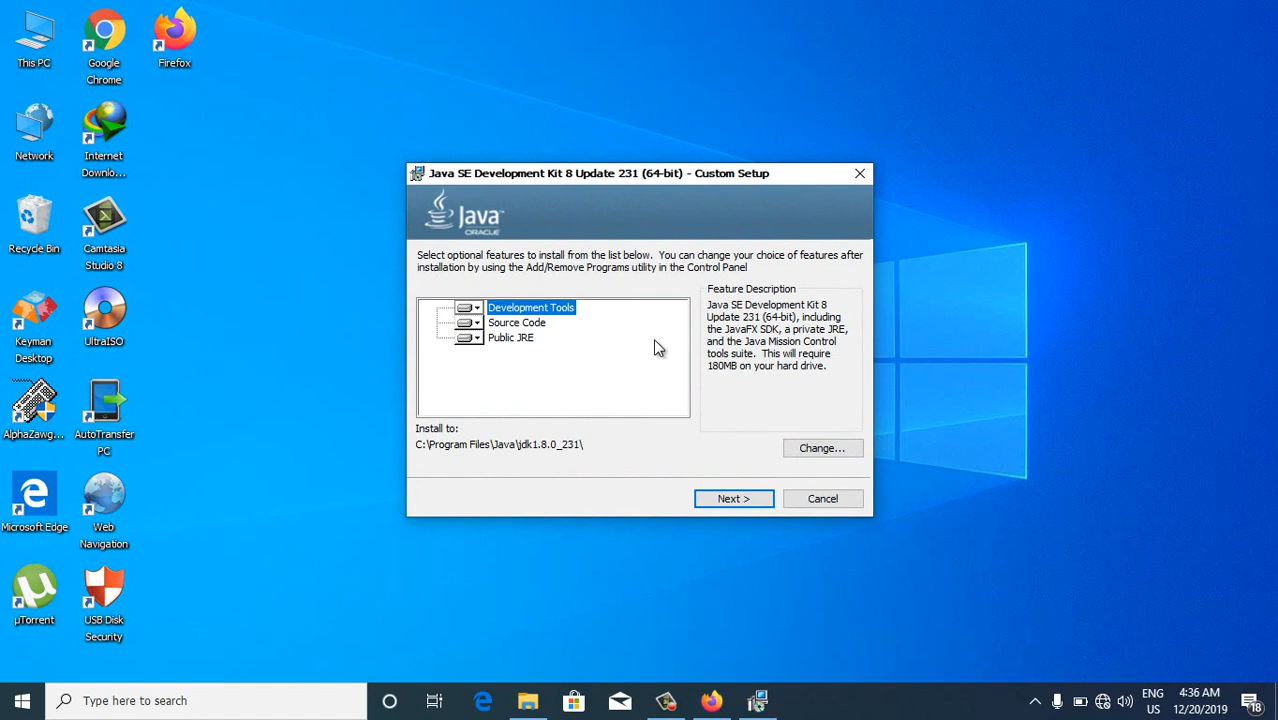 This PC
Google
Chrome
Firefox
Network
Internet
Downlo...
Recycle Bin
Camtasia
Studio 8
Keyman
Desktop
UltraISO
AlphaZawg...
AutoTransfer
PC
Microsoft Edge
Web
Navigation
µTorrent
USB Disk
Security
Java SE Development Kit 8 Update 231 (64-bit) - Custom Setup
Java
ORACLE
Select optional features to install from the list below. You can change your choice of features after
installation by using the Add/Remove Programs utility in the Control Panel
Development Tools
Source Code
Public JRE
Feature Description
Java SE Development Kit 8
Update 231 (64-bit), including
the JavaFX SDK, a private JRE,
and the Java Mission Control
tools suite. This will require
180MB on your hard drive.
Install to:
C:\Program Files\Java\jdk1.8.0_231\
Change...
Next >
Cancel
Type here to search
ENG
US
4:36 AM
12/20/2019
18